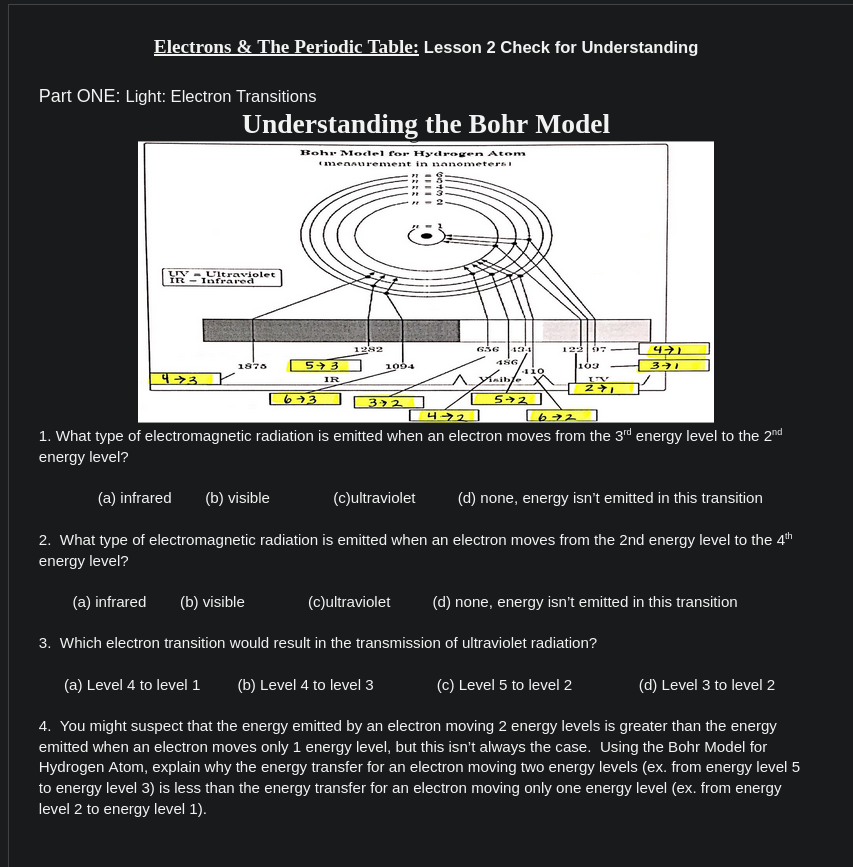 Electrons & The Periodic Table: Lesson 2 Check for Understanding
Part ONE: Light: Electron Transitions
Understanding the Bohr Model
Bohr Model for Hydrogen Atom
(measurement in nanometers)
n = 6
n = 5
n = 4
n = 3
n = 2
n = 1
UV = Ultraviolet
IR = Infrared
1282 656 434 122 97 4→1
1875 5→3 1094 486 410 103 3→1
4→3 IR Visible UV 2→1
6→3 3→2 5→2
4→2 6→2
1. What type of electromagnetic radiation is emitted when an electron moves from the 3rd energy level to the 2nd
energy level?
(a) infrared (b) visible (c)ultraviolet (d) none, energy isn’t emitted in this transition
2. What type of electromagnetic radiation is emitted when an electron moves from the 2nd energy level to the 4th
energy level?
(a) infrared (b) visible (c)ultraviolet (d) none, energy isn’t emitted in this transition
3. Which electron transition would result in the transmission of ultraviolet radiation?
(a) Level 4 to level 1 (b) Level 4 to level 3 (c) Level 5 to level 2 (d) Level 3 to level 2
4. You might suspect that the energy emitted by an electron moving 2 energy levels is greater than the energy
emitted when an electron moves only 1 energy level, but this isn’t always the case. Using the Bohr Model for
Hydrogen Atom, explain why the energy transfer for an electron moving two energy levels (ex. from energy level 5
to energy level 3) is less than the energy transfer for an electron moving only one energy level (ex. from energy
level 2 to energy level 1).